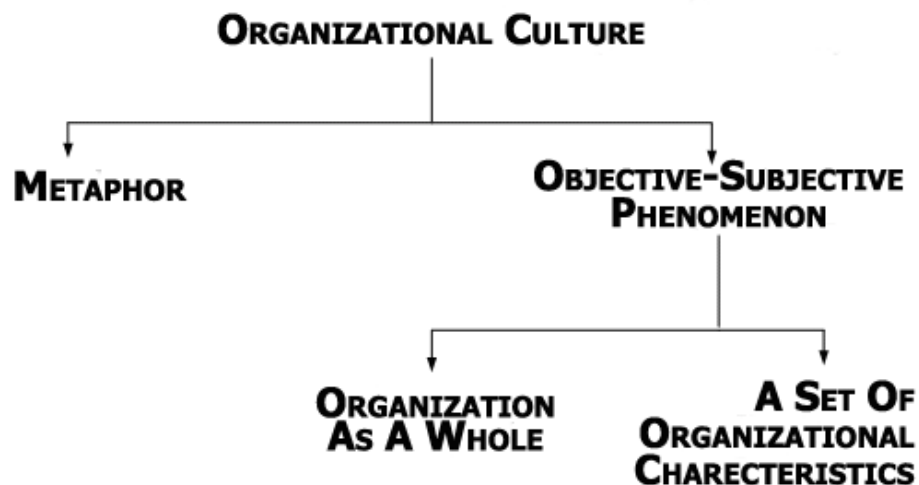 ORGANIZATIONAL CULTURE
METAPHOR
OBJECTIVE-SUBJECTIVE
PHENOMENON
ORGANIZATION
AS A WHOLE
A SET OF
ORGANIZATIONAL
CHARECTERISTICS